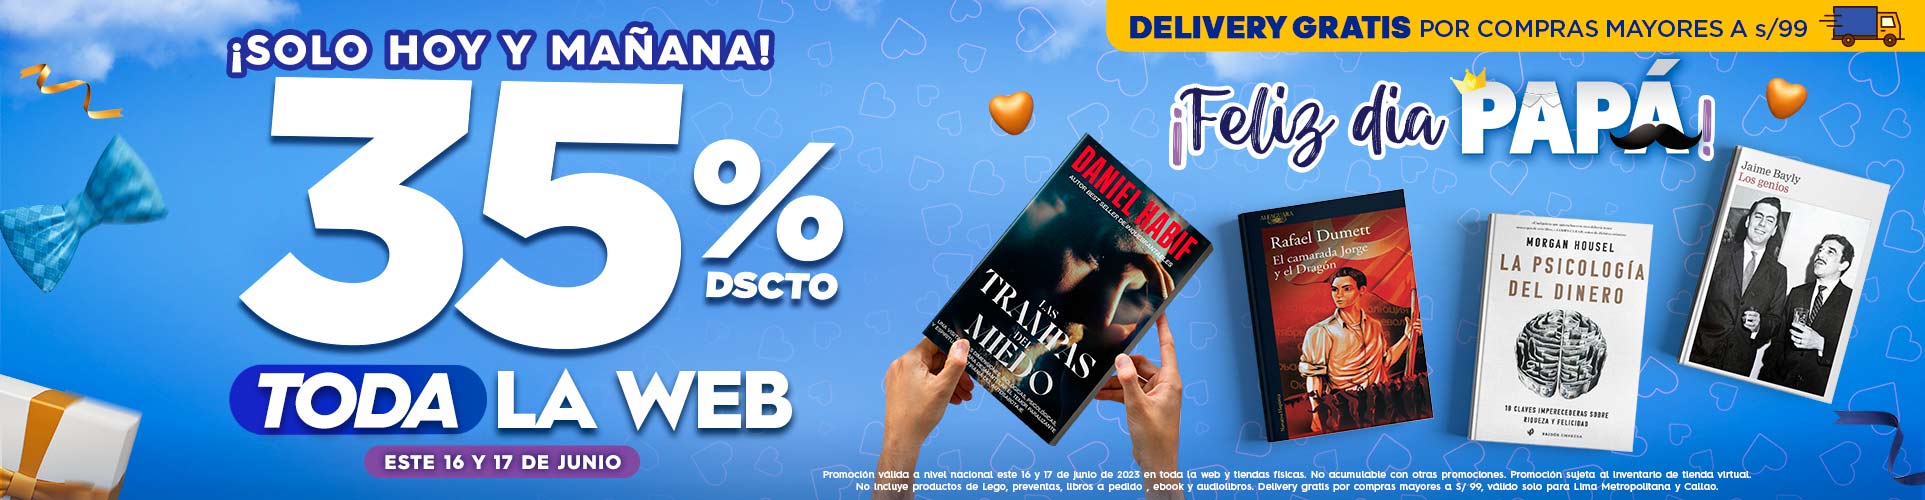 ¡SOLO HOY Y MAÑANA!
35%
DSCTO
TODA LA WEB
ESTE 16 Y 17 DE JUNIO
DELIVERY GRATIS POR COMPRAS MAYORES A s/99
¡Feliz dia PAPÁ!
DANIEL HABIF
AUTOR BEST SELLER DE INQUEBRANTABLES
LAS
TRAMPAS
DEL
MIEDO
ALFAGUARA
Rafael Dumett
El camarada Jorge
y el Dragón
MORGAN HOUSEL
LA PSICOLOGÍA
DEL DINERO
18 CLAVES IMPERECEDERAS SOBRE
RIQUEZA Y FELICIDAD
Jaime Bayly
Los genios
Promoción válida a nivel nacional este 16 y 17 de junio de 2023 en toda la web y tiendas físicas. No acumulable con otras promociones. Promoción sujeta al inventario de tienda virtual.
No incluye productos de Lego, preventas, libros a pedido , ebook y audiolibros. Delivery gratis por compras mayores a S/ 99, válido solo para Lima Metropolitana y Callao.